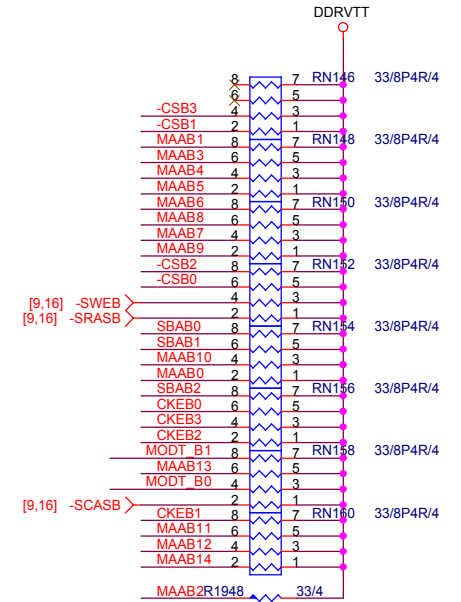 DDRVTT
8 7 RN146 33/8P4R/4
6 5
-CSB3 4 3
-CSB1 2 1
MAAB1 8 7 RN148 33/8P4R/4
MAAB3 6 5
MAAB4 4 3
MAAB5 2 1
MAAB6 8 7 RN150 33/8P4R/4
MAAB8 6 5
MAAB7 4 3
MAAB9 2 1
-CSB2 8 7 RN152 33/8P4R/4
-CSB0 6 5
[9,16] -SWEB 4 3
[9,16] -SRASB 2 1
SBAB0 8 7 RN154 33/8P4R/4
SBAB1 6 5
MAAB10 4 3
MAAB0 2 1
SBAB2 8 7 RN156 33/8P4R/4
CKEB0 6 5
CKEB3 4 3
CKEB2 2 1
MODT_B1 8 7 RN158 33/8P4R/4
MAAB13 6 5
MODT_B0 4 3
[9,16] -SCASB 2 1
CKEB1 8 7 RN160 33/8P4R/4
MAAB11 6 5
MAAB12 4 3
MAAB14 2 1
MAAB2 R1948 33/4